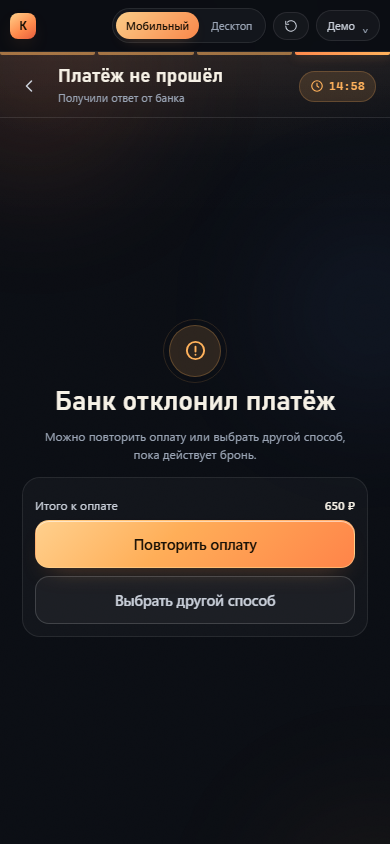 K
Мобильный
Десктоп
Демо
Платёж не прошёл
Получили ответ от банка
14:58
Банк отклонил платёж
Можно повторить оплату или выбрать другой способ,
пока действует бронь.
Итого к оплате
650 ₽
Повторить оплату
Выбрать другой способ